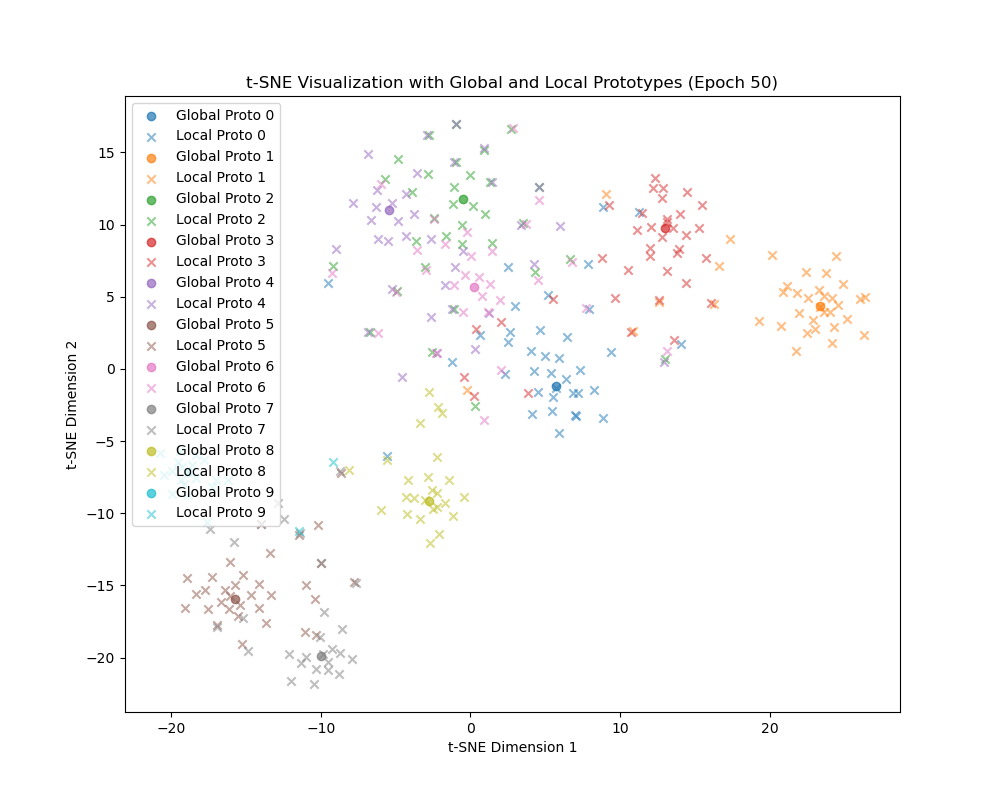 t-SNE Visualization with Global and Local Prototypes (Epoch 50)
Global Proto 0
Local Proto 0
Global Proto 1
Local Proto 1
Global Proto 2
Local Proto 2
Global Proto 3
Local Proto 3
Global Proto 4
Local Proto 4
Global Proto 5
Local Proto 5
Global Proto 6
Local Proto 6
Global Proto 7
Local Proto 7
Global Proto 8
Local Proto 8
Global Proto 9
Local Proto 9
15
10
5
0
−5
−10
−15
−20
t-SNE Dimension 2
−20
−10
0
10
20
t-SNE Dimension 1